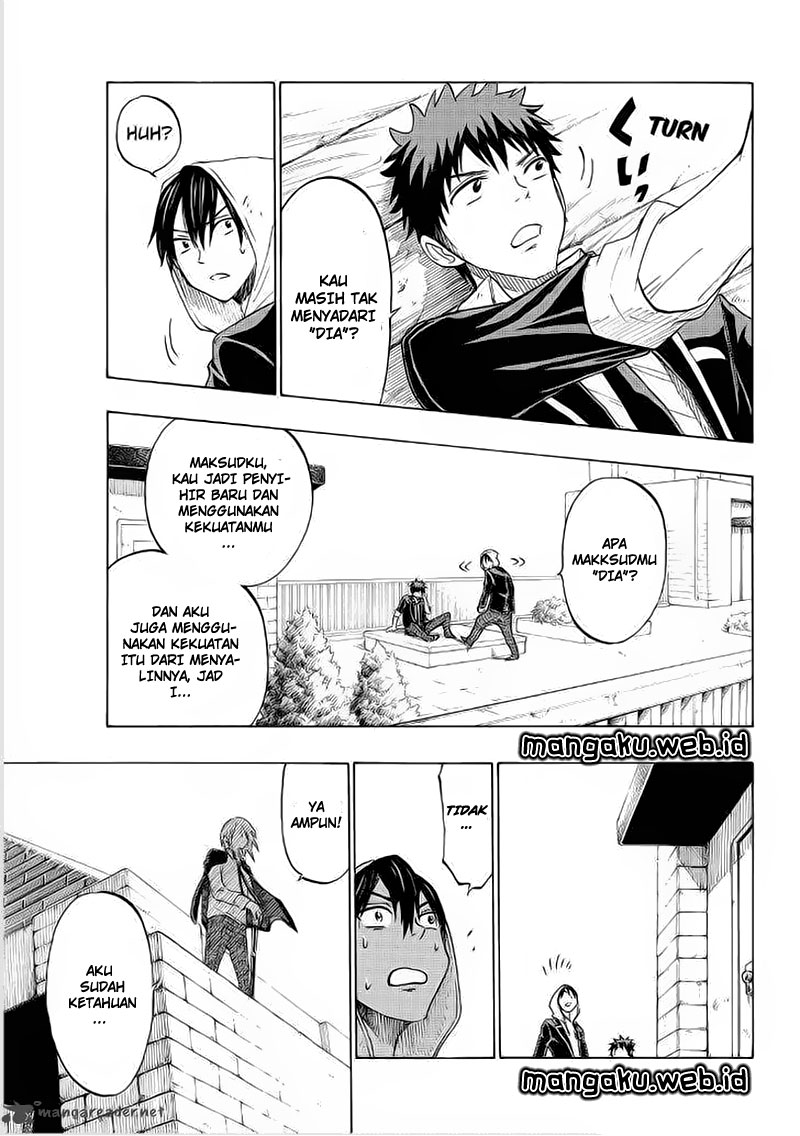 TURN
KAU
MASIH TAK
MENYADARI
"DIA"?
HUH?
APA
MAKKSUDMU
"DIA"?
MAKSUDKU,
KAU JADI PENYI-
HIR BARU DAN
MENGGUNAKAN
KEKUATANMU
...
DAN AKU
JUGA MENGGU-
NAKAN KEKUATAN
ITU DARI MENYA-
LINNYA, JAD
I...
mangaku.web.id
TIDAK
...
YA
AMPUN!
AKU
SUDAH
KETAHUAN
...
mangaku.web.id
mangareader.net